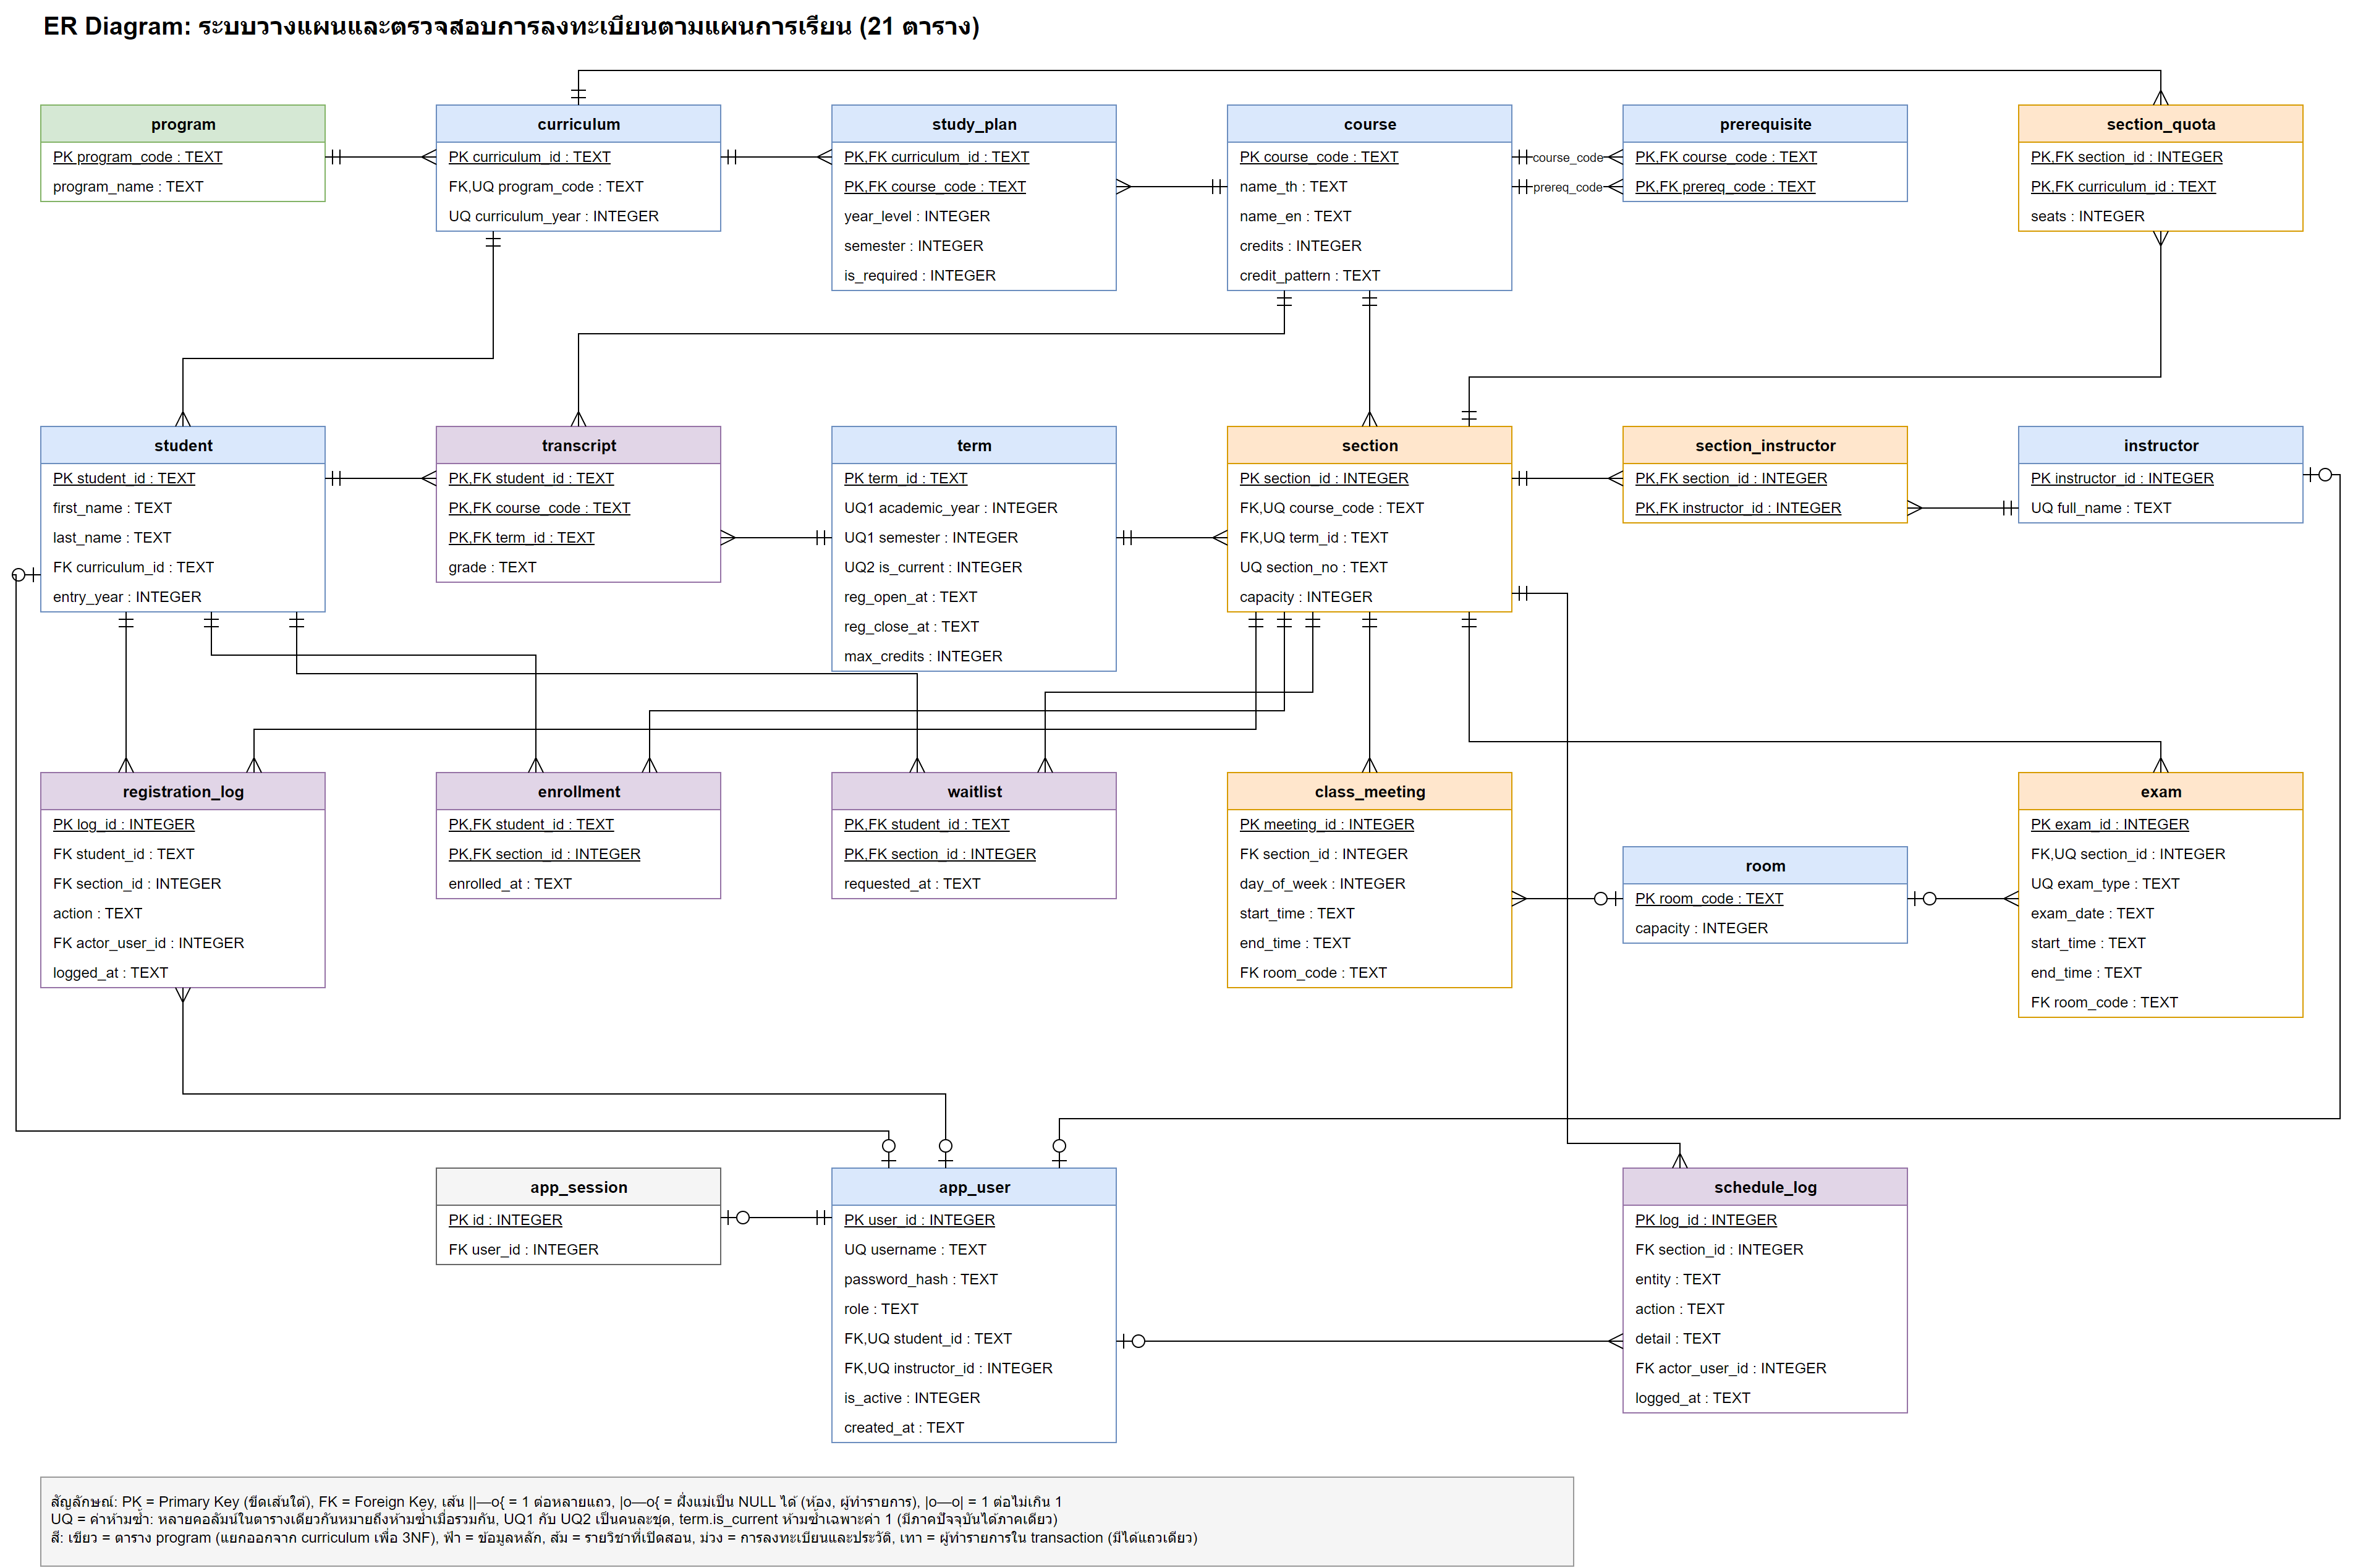 ER Diagram: ระบบวางแผนและตรวจสอบการลงทะเบียนตามแผนการเรียน (21 ตาราง)
program
PK program_code : TEXT
program_name : TEXT
curriculum
PK curriculum_id : TEXT
FK,UQ program_code : TEXT
UQ curriculum_year : INTEGER
study_plan
PK,FK curriculum_id : TEXT
PK,FK course_code : TEXT
year_level : INTEGER
semester : INTEGER
is_required : INTEGER
course
PK course_code : TEXT
name_th : TEXT
name_en : TEXT
credits : INTEGER
credit_pattern : TEXT
course_code
prereq_code
prerequisite
PK,FK course_code : TEXT
PK,FK prereq_code : TEXT
section_quota
PK,FK section_id : INTEGER
PK,FK curriculum_id : TEXT
seats : INTEGER
student
PK student_id : TEXT
first_name : TEXT
last_name : TEXT
FK curriculum_id : TEXT
entry_year : INTEGER
transcript
PK,FK student_id : TEXT
PK,FK course_code : TEXT
PK,FK term_id : TEXT
grade : TEXT
term
PK term_id : TEXT
UQ1 academic_year : INTEGER
UQ1 semester : INTEGER
UQ2 is_current : INTEGER
reg_open_at : TEXT
reg_close_at : TEXT
max_credits : INTEGER
section
PK section_id : INTEGER
FK,UQ course_code : TEXT
FK,UQ term_id : TEXT
UQ section_no : TEXT
capacity : INTEGER
section_instructor
PK,FK section_id : INTEGER
PK,FK instructor_id : INTEGER
instructor
PK instructor_id : INTEGER
UQ full_name : TEXT
registration_log
PK log_id : INTEGER
FK student_id : TEXT
FK section_id : INTEGER
action : TEXT
FK actor_user_id : INTEGER
logged_at : TEXT
enrollment
PK,FK student_id : TEXT
PK,FK section_id : INTEGER
enrolled_at : TEXT
waitlist
PK,FK student_id : TEXT
PK,FK section_id : INTEGER
requested_at : TEXT
class_meeting
PK meeting_id : INTEGER
FK section_id : INTEGER
day_of_week : INTEGER
start_time : TEXT
end_time : TEXT
FK room_code : TEXT
room
PK room_code : TEXT
capacity : INTEGER
exam
PK exam_id : INTEGER
FK,UQ section_id : INTEGER
UQ exam_type : TEXT
exam_date : TEXT
start_time : TEXT
end_time : TEXT
FK room_code : TEXT
app_session
PK id : INTEGER
FK user_id : INTEGER
app_user
PK user_id : INTEGER
UQ username : TEXT
password_hash : TEXT
role : TEXT
FK,UQ student_id : TEXT
FK,UQ instructor_id : INTEGER
is_active : INTEGER
created_at : TEXT
schedule_log
PK log_id : INTEGER
FK section_id : INTEGER
entity : TEXT
action : TEXT
detail : TEXT
FK actor_user_id : INTEGER
logged_at : TEXT
สัญลักษณ์: PK = Primary Key (ขีดเส้นใต้), FK = Foreign Key, เส้น ||—o{ = 1 ต่อหลายแถว, |o—o{ = ฝั่งแม่เป็น NULL ได้ (ห้อง, ผู้ทำรายการ), |o—o| = 1 ต่อไม่เกิน 1
UQ = ค่าห้ามซ้ำ: หลายคอลัมน์ในตารางเดียวกันหมายถึงห้ามซ้ำเมื่อรวมกัน, UQ1 กับ UQ2 เป็นคนละชุด, term.is_current ห้ามซ้ำเฉพาะค่า 1 (มีภาคปัจจุบันได้ภาคเดียว)
สี: เขียว = ตาราง program (แยกออกจาก curriculum เพื่อ 3NF), ฟ้า = ข้อมูลหลัก, ส้ม = รายวิชาที่เปิดสอน, ม่วง = การลงทะเบียนและประวัติ, เทา = ผู้ทำรายการใน transaction (มีได้แถวเดียว)